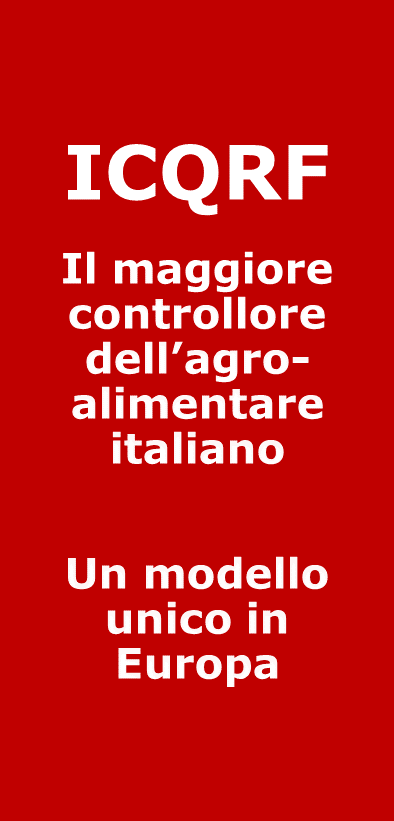 ICQRF
Il maggiore
controllore
dell’agro-
alimentare
italiano
Un modello
unico in
Europa